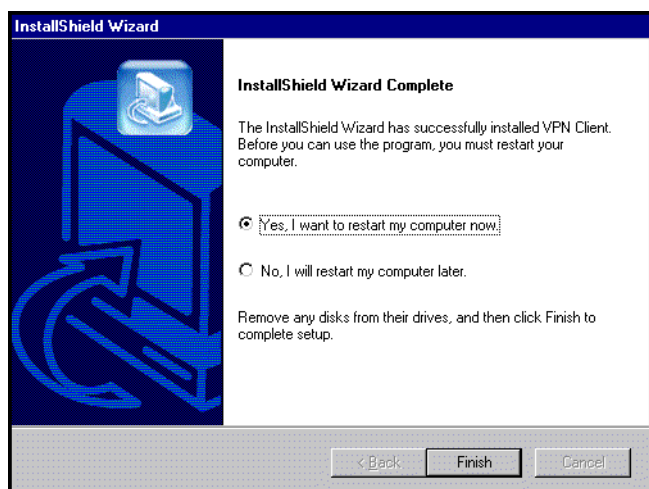 InstallShield Wizard
InstallShield Wizard Complete
The InstallShield Wizard has successfully installed VPN Client.
Before you can use the program, you must restart your
computer.
Yes, I want to restart my computer now.
No, I will restart my computer later.
Remove any disks from their drives, and then click Finish to
complete setup.
< Back
Finish
Cancel